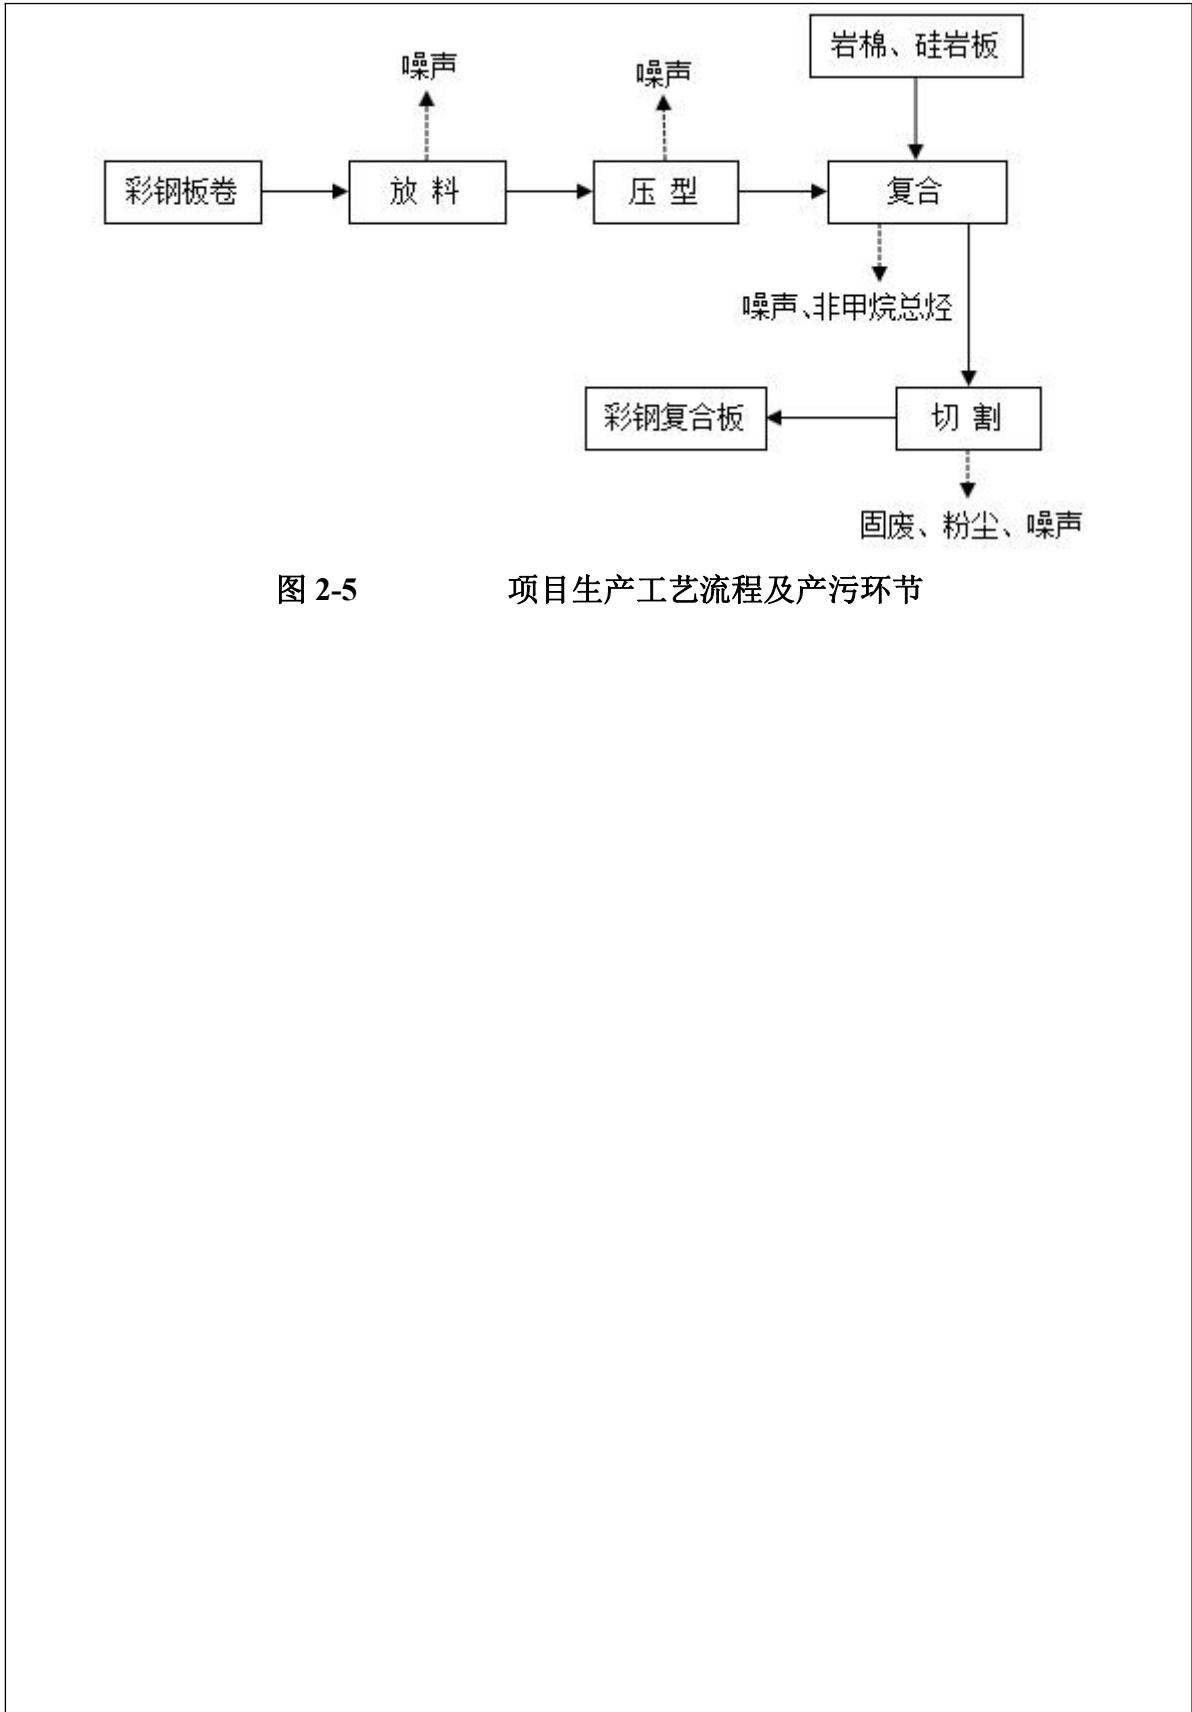 岩棉、硅岩板
噪声
噪声
彩钢板卷
放 料
压 型
复合
噪声、非甲烷总烃
彩钢复合板
切 割
固废、粉尘、噪声
图 2-5 项目生产工艺流程及产污环节